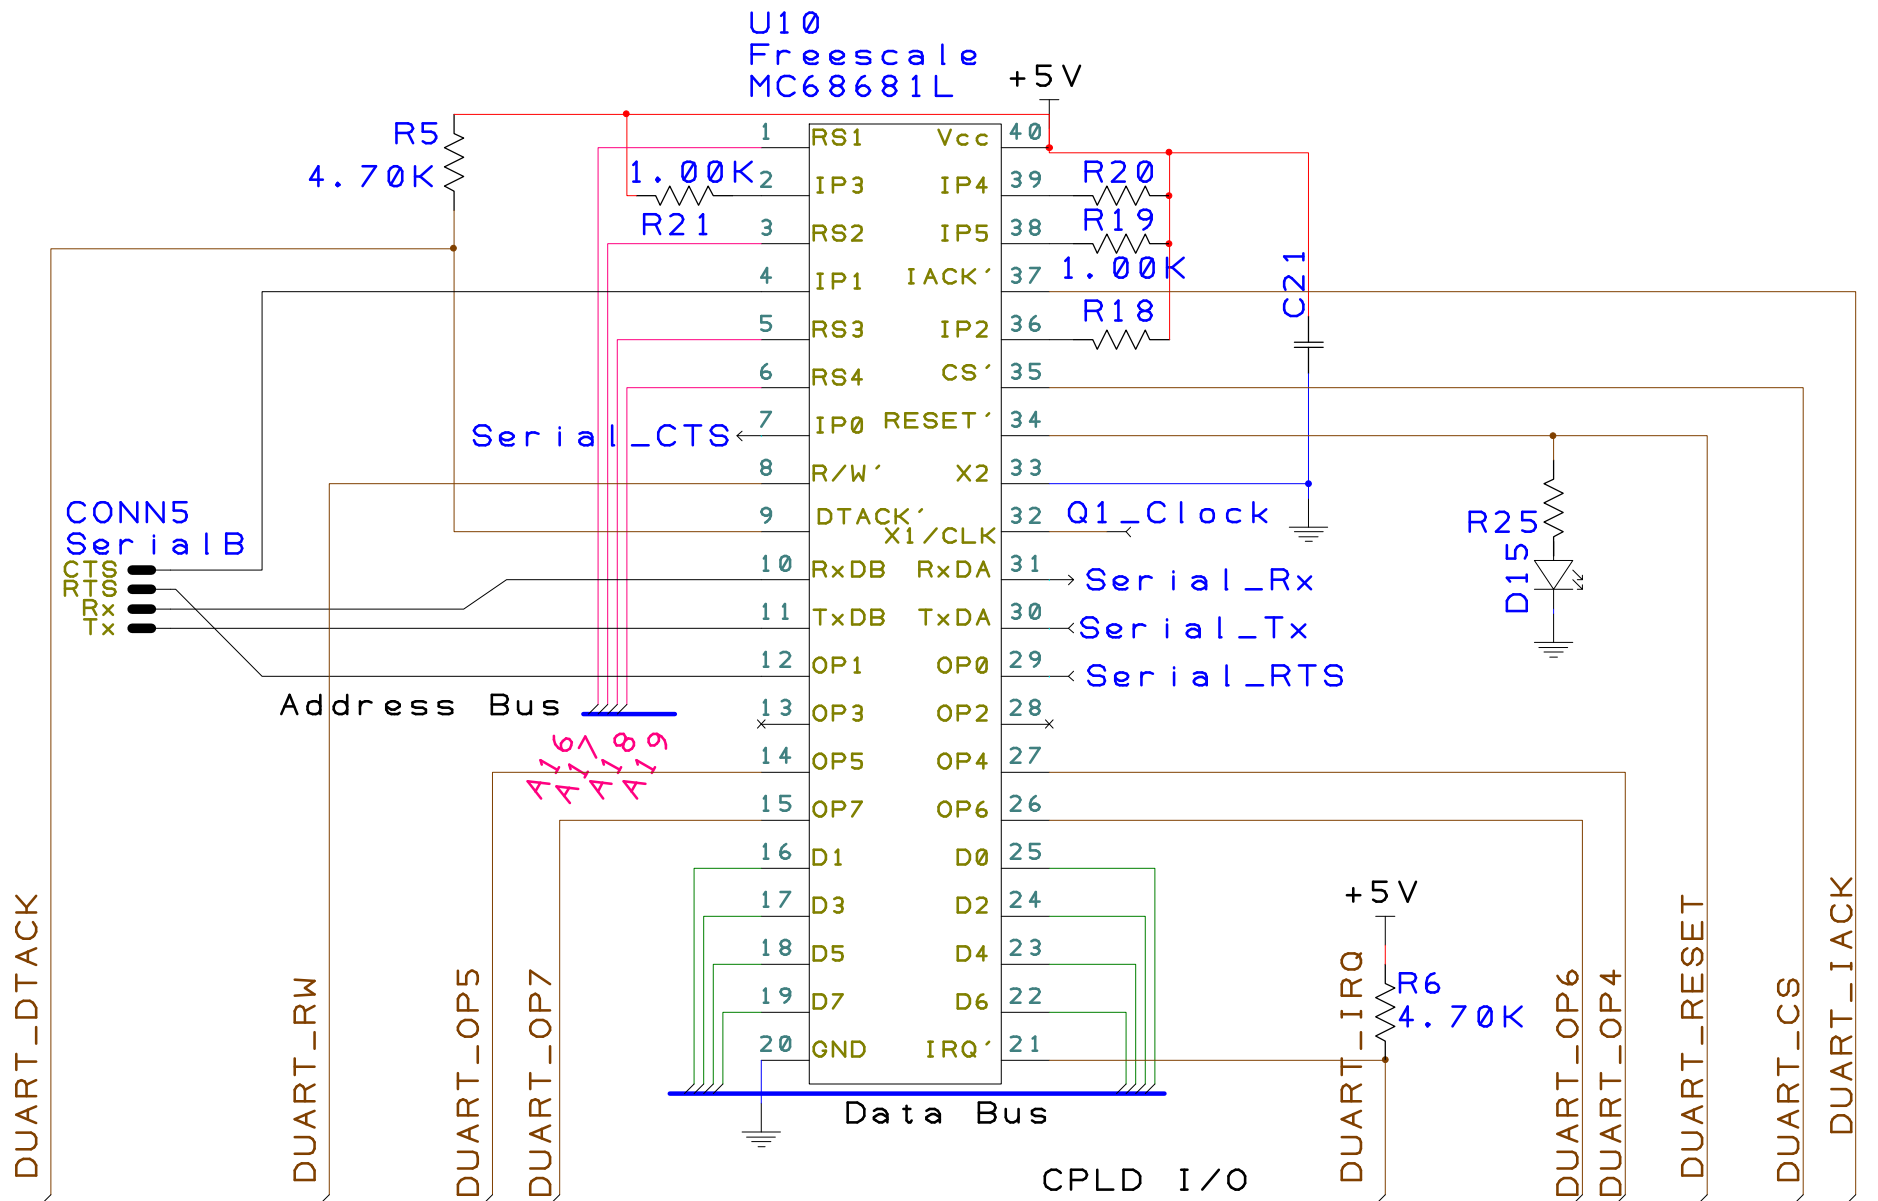 U10
Freescale
MC68681L
+5V
R5
4.70K
1.00K
R21
1 RS1 Vcc 40
2 IP3 IP4 39
3 RS2 IP5 38
4 IP1 IACK' 37
5 RS3 IP2 36
6 RS4 CS' 35
7 IP0 RESET' 34
8 R/W' X2 33
9 DTACK' X1/CLK 32
10 RxDB RxDA 31
11 TxDB TxDA 30
12 OP1 OP0 29
13 OP3 OP2 28
14 OP5 OP4 27
15 OP7 OP6 26
16 D1 D0 25
17 D3 D2 24
18 D5 D4 23
19 D7 D6 22
20 GND IRQ' 21
R20
R19
1.00K
R18
C21
Serial_CTS
Q1_Clock
Serial_Rx
Serial_Tx
Serial_RTS
R25
D15
CONN5
SerialB
CTS
RTS
Rx
Tx
Address Bus
A16
A17
A18
A19
+5V
R6
4.70K
Data Bus
CPLD I/O
DUART_DTACK
DUART_RW
DUART_OP5
DUART_OP7
DUART_IRQ
DUART_OP6
DUART_OP4
DUART_RESET
DUART_CS
DUART_IACK